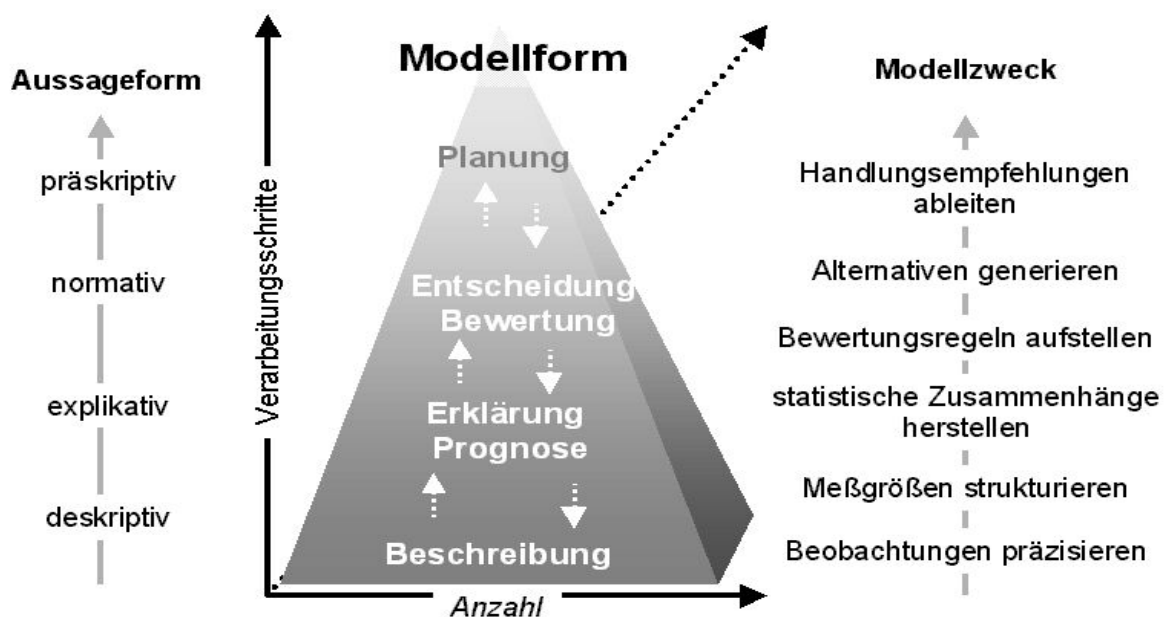 Aussageform
präskriptiv
normativ
explikativ
deskriptiv
Verarbeitungsschritte
Modellform
Planung
Entscheidung
Bewertung
Erklärung
Prognose
Beschreibung
Anzahl
Modellzweck
Handlungsempfehlungen
ableiten
Alternativen generieren
Bewertungsregeln aufstellen
statistische Zusammenhänge
herstellen
Meßgrößen strukturieren
Beobachtungen präzisieren